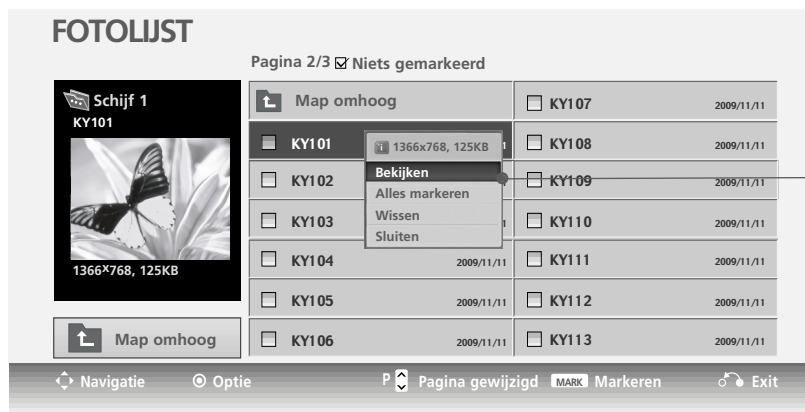 FOTOLIJST
Pagina 2/3 Niets gemarkeerd
Schijf 1
KY101
1366x768, 125KB
Map omhoog
Map omhoog
KY101
1
KY102
KY103
1
KY104 2009/11/11
KY105 2009/11/11
KY106 2009/11/11
1366x768, 125KB
Bekijken
Alles markeren
Wissen
Sluiten
KY107 2009/11/11
KY108 2009/11/11
KY109 2009/11/11
KY110 2009/11/11
KY111 2009/11/11
KY112 2009/11/11
KY113 2009/11/11
Navigatie Optie P Pagina gewijzigd MARK Markeren Exit